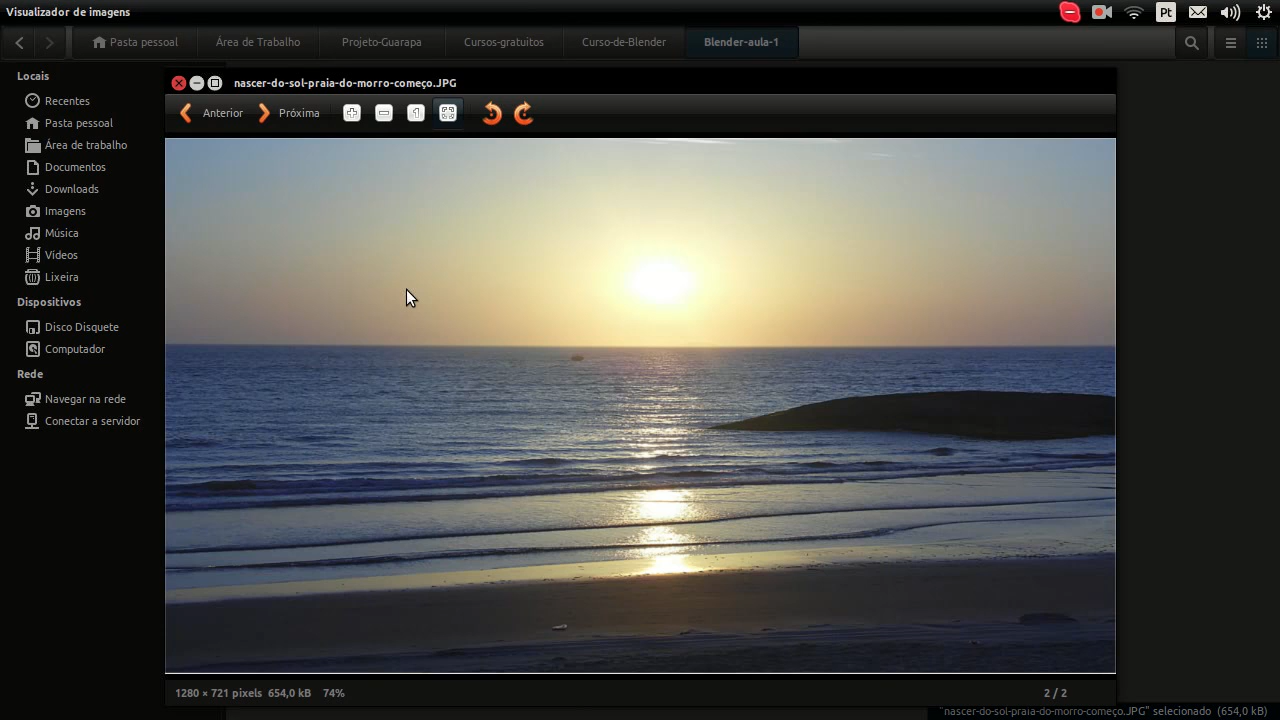 Visualizador de imagens
Pt
Pasta pessoal
Área de Trabalho
Projeto-Guarapa
Cursos-gratuitos
Curso-de-Blender
Blender-aula-1
Locais
Recentes
Pasta pessoal
Área de trabalho
Documentos
Downloads
Imagens
Música
Vídeos
Lixeira
Dispositivos
Disco Disquete
Computador
Rede
Navegar na rede
Conectar a servidor
nascer-do-sol-praia-do-morro-começo.JPG
Anterior
Próxima
1
1280 × 721 pixels 654,0 kB 74%
2 / 2
"nascer-do-sol-praia-do-morro-começo.JPG" selecionado (654,0 kB)